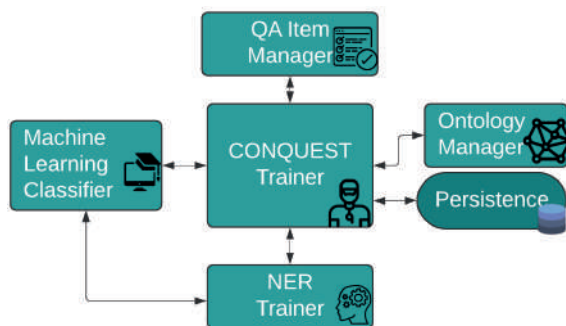 QA Item
Manager
Machine
Learning
Classifier
CONQUEST
Trainer
Ontology
Manager
Persistence
NER
Trainer